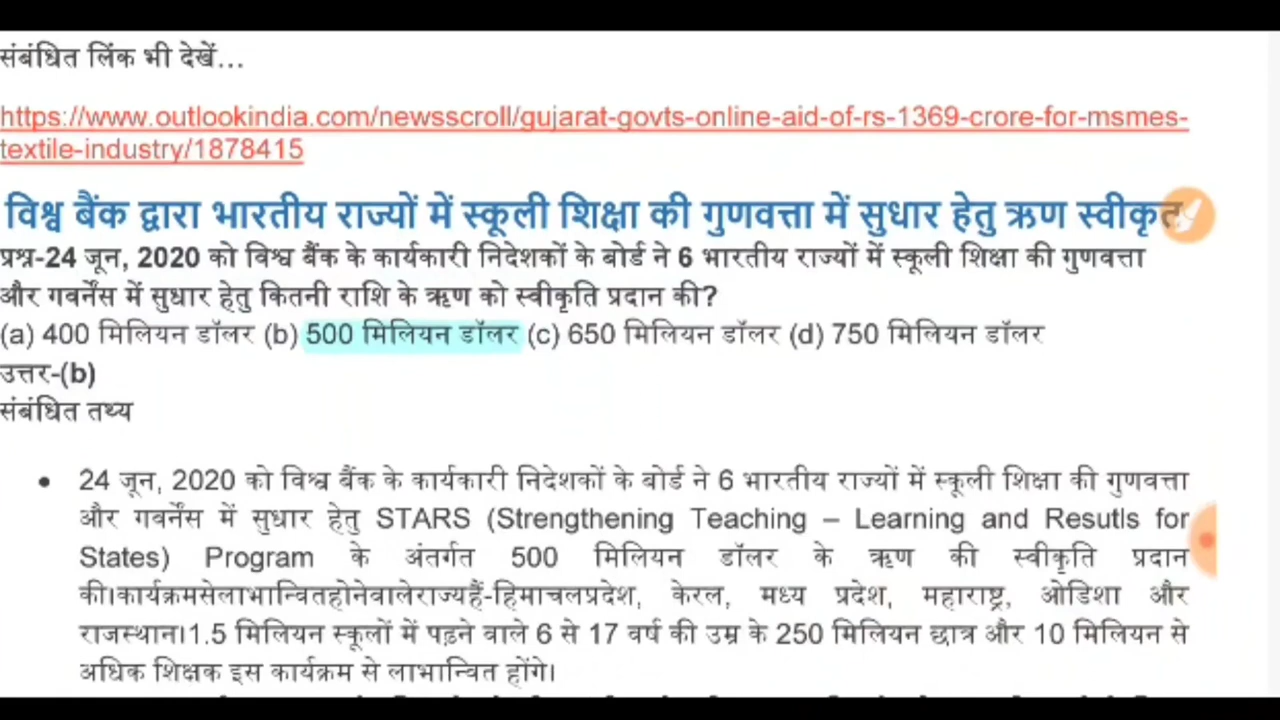 संबंधित लिंक भी देखें...
https://www.outlookindia.com/newsscroll/gujarat-govts-online-aid-of-rs-1369-crore-for-msmes-
textile-industry/1878415
विश्व बैंक द्वारा भारतीय राज्यों में स्कूली शिक्षा की गुणवत्ता में सुधार हेतु ऋण स्वीकृत
प्रश्न-24 जून, 2020 को विश्व बैंक के कार्यकारी निदेशकों के बोर्ड ने 6 भारतीय राज्यों में स्कूली शिक्षा की गुणवत्ता
और गवर्नेंस में सुधार हेतु कितनी राशि के ऋण को स्वीकृति प्रदान की?
(a) 400 मिलियन डॉलर (b) 500 मिलियन डॉलर (c) 650 मिलियन डॉलर (d) 750 मिलियन डॉलर
उत्तर-(b)
संबंधित तथ्य
• 24 जून, 2020 को विश्व बैंक के कार्यकारी निदेशकों के बोर्ड ने 6 भारतीय राज्यों में स्कूली शिक्षा की गुणवत्ता
और गवर्नेंस में सुधार हेतु STARS (Strengthening Teaching – Learning and Resutls for
States) Program के अंतर्गत 500 मिलियन डॉलर के ऋण की स्वीकृति प्रदान
की।कार्यक्रमसेलाभान्वितहोनेवालेराज्यहैं-हिमाचलप्रदेश, केरल, मध्य प्रदेश, महाराष्ट्र, ओडिशा और
राजस्थान।1.5 मिलियन स्कूलों में पढ़ने वाले 6 से 17 वर्ष की उम्र के 250 मिलियन छात्र और 10 मिलियन से
अधिक शिक्षक इस कार्यक्रम से लाभान्वित होंगे।